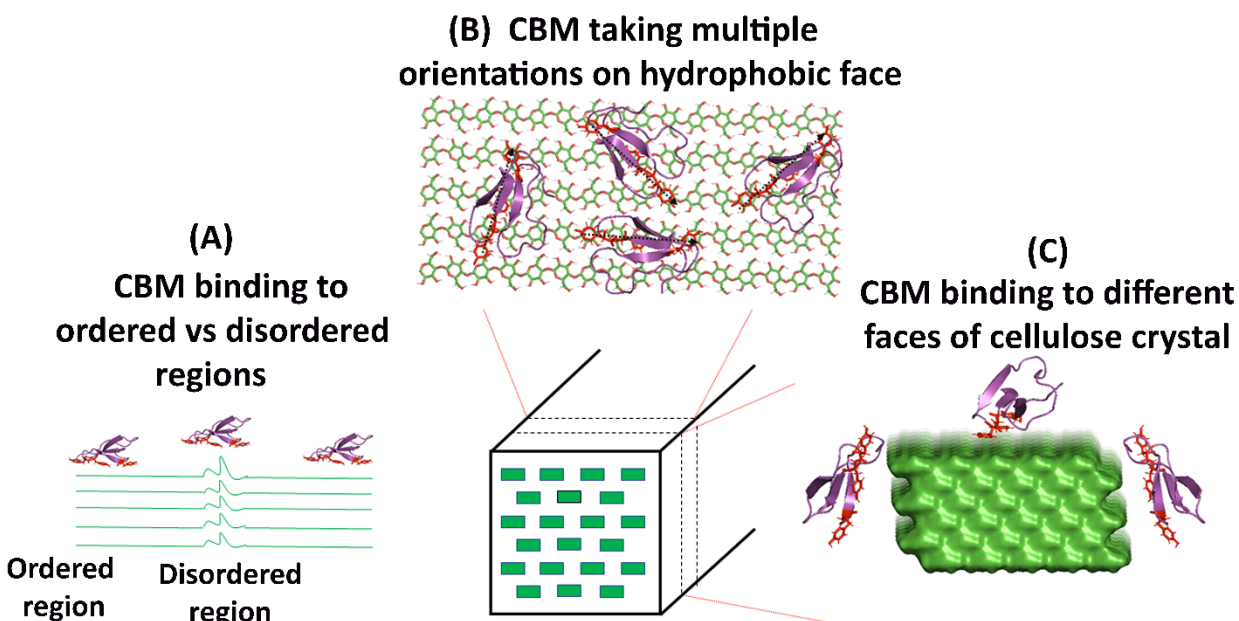 (B) CBM taking multiple
orientations on hydrophobic face
(A)
CBM binding to
ordered vs disordered
regions
Ordered
region
Disordered
region
(C)
CBM binding to different
faces of cellulose crystal